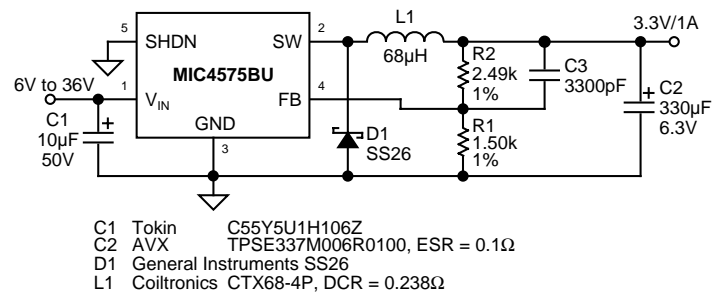 L1
68µH
3.3V/1A
5
SHDN
SW
2
MIC4575BU
R2
2.49k
1%
C3
3300pF
6V to 36V
1
VIN
FB
4
C2
330µF
6.3V
+
C1
10µF
50V
+
GND
3
D1
SS26
R1
1.50k
1%
C1 Tokin C55Y5U1H106Z
C2 AVX TPSE337M006R0100, ESR = 0.1Ω
D1 General Instruments SS26
L1 Coiltronics CTX68-4P, DCR = 0.238Ω